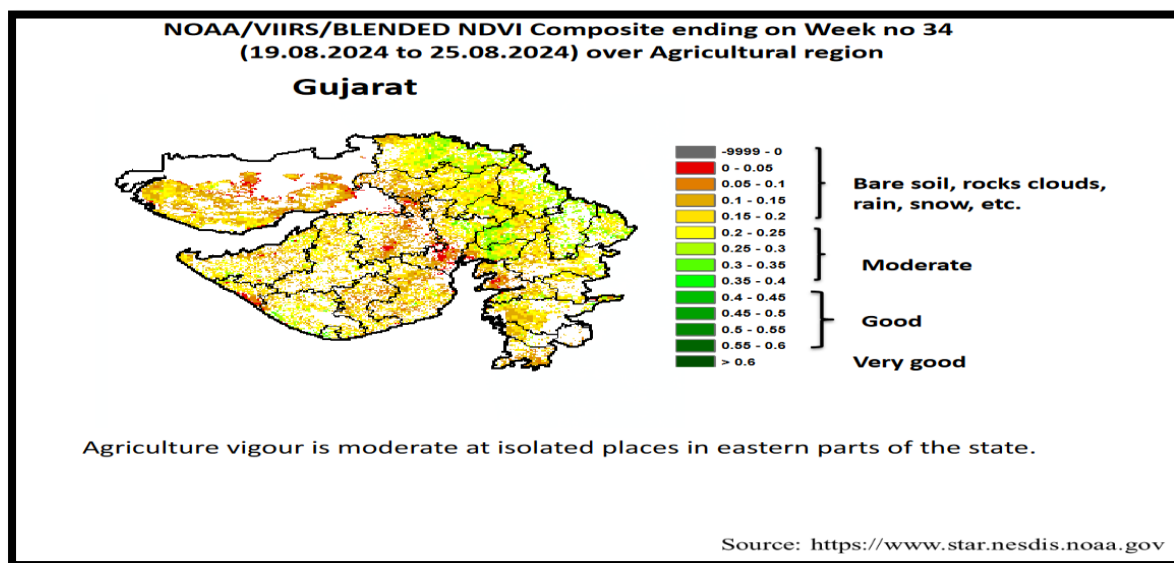 NOAA/VIIRS/BLENDED NDVI Composite ending on Week no 34
(19.08.2024 to 25.08.2024) over Agricultural region
Gujarat
-9999 - 0
0 - 0.05
0.05 - 0.1
0.1 - 0.15
0.15 - 0.2
0.2 - 0.25
0.25 - 0.3
0.3 - 0.35
0.35 - 0.4
0.4 - 0.45
0.45 - 0.5
0.5 - 0.55
0.55 - 0.6
> 0.6
Bare soil, rocks clouds,
rain, snow, etc.
Moderate
Good
Very good
Agriculture vigour is moderate at isolated places in eastern parts of the state.
Source: https://www.star.nesdis.noaa.gov